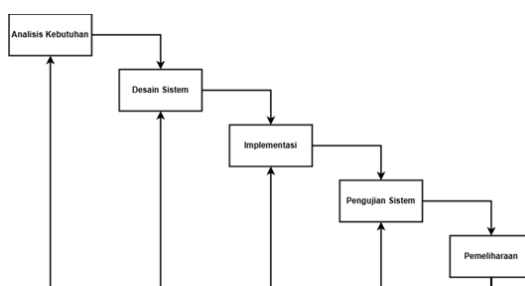 Analisis Kebutuhan
Desain Sistem
Implementasi
Pengujian Sistem
Pemeliharaan